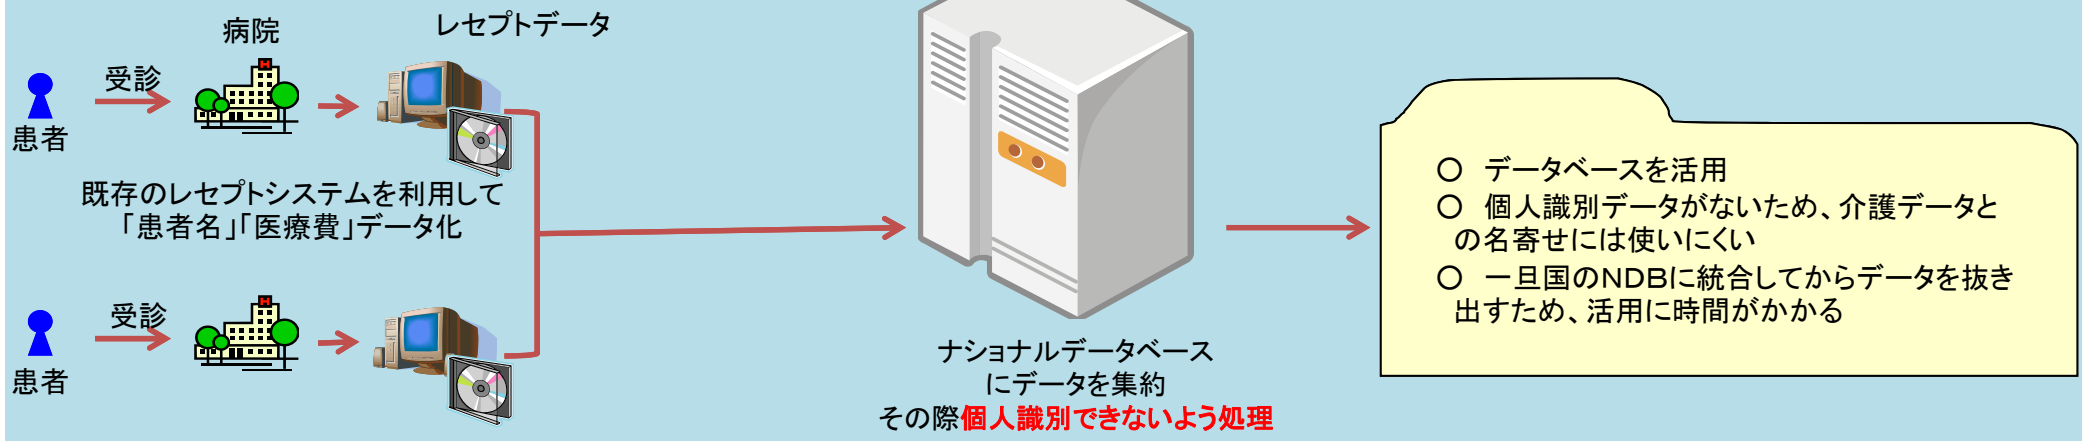 病院
レセプトデータ
受診
患者
既存のレセプトシステムを利用して
「患者名」「医療費」データ化
受診
患者
ナショナルデータベース
にデータを集約
その際個人識別できないよう処理
○ データベースを活用
○ 個人識別データがないため、介護データと
の名寄せには使いにくい
○ 一旦国のNDBに統合してからデータを抜き
出すため、活用に時間がかかる